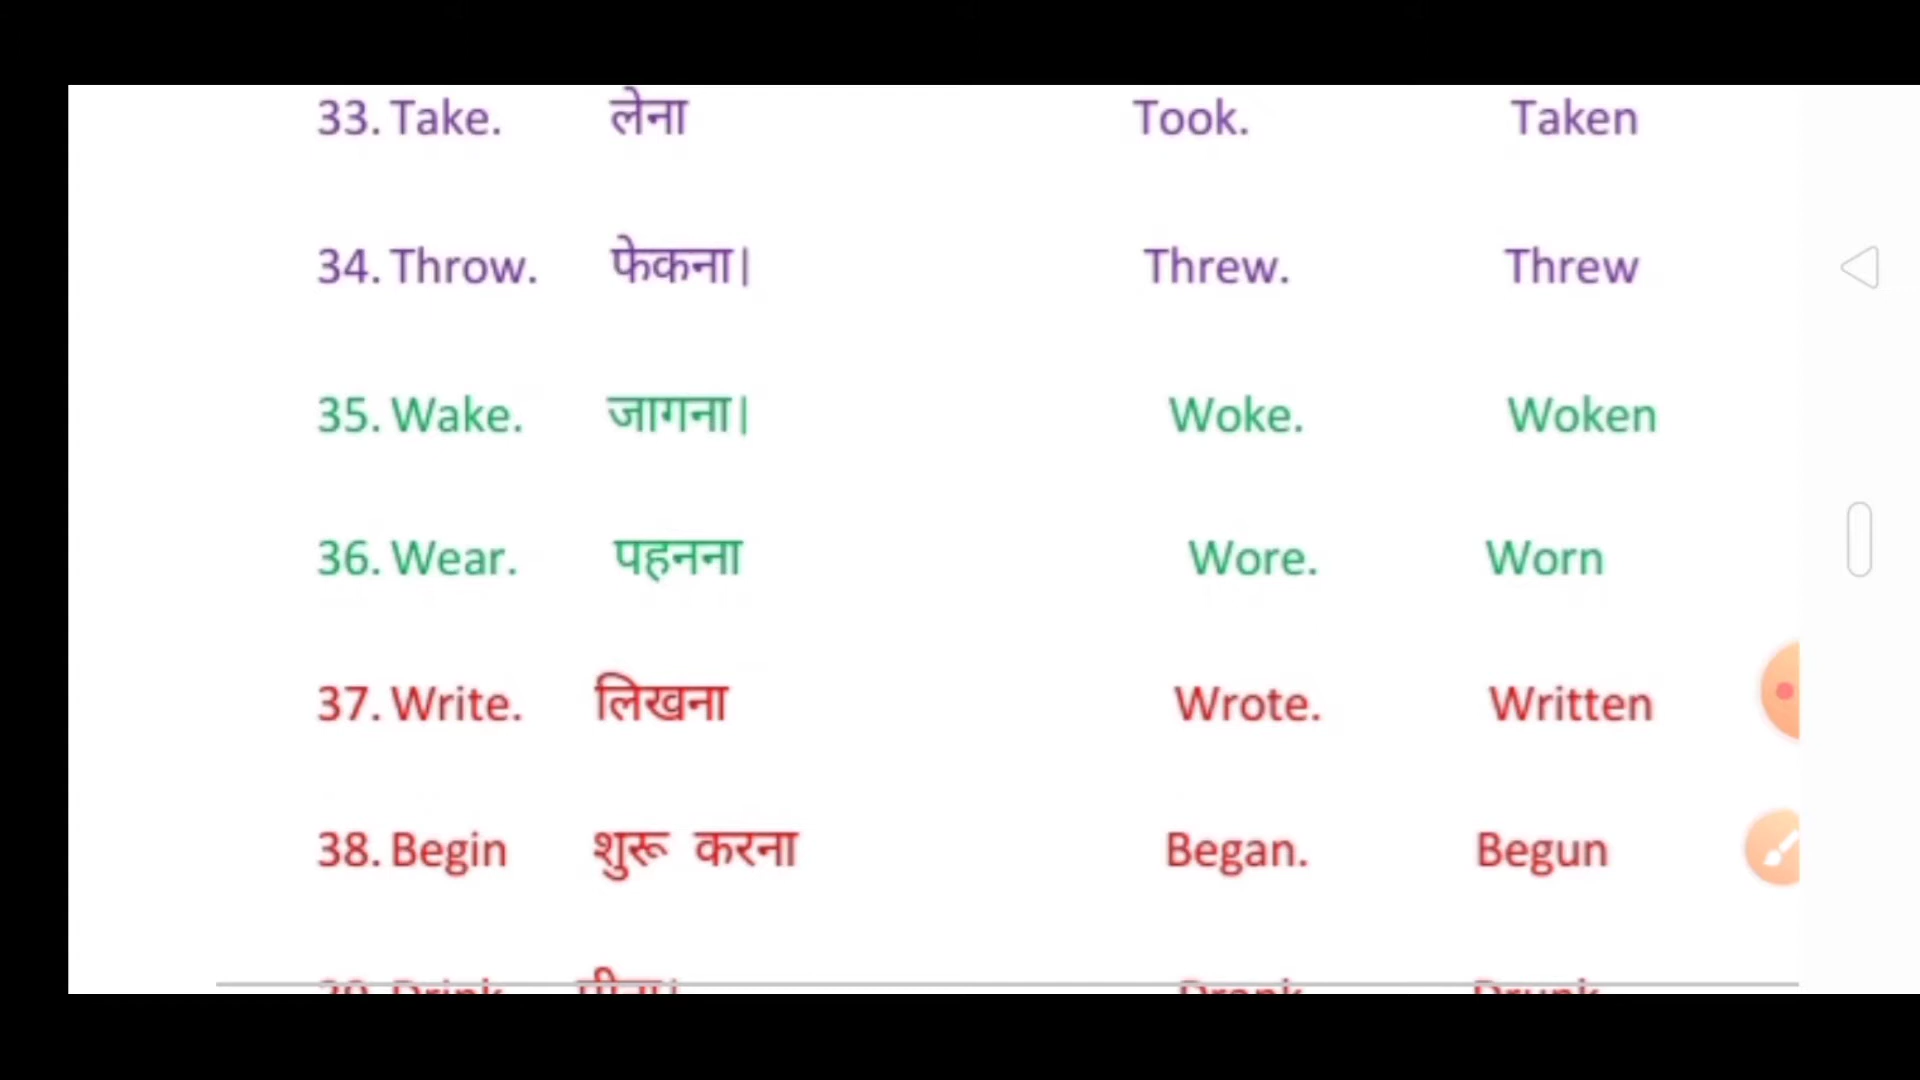 33. Take. लेना Took. Taken
34. Throw. फेकना। Threw. Threw
35. Wake. जागना। Woke. Woken
36. Wear. पहनना Wore. Worn
37. Write. लिखना Wrote. Written
38. Begin शुरू करना Began. Begun